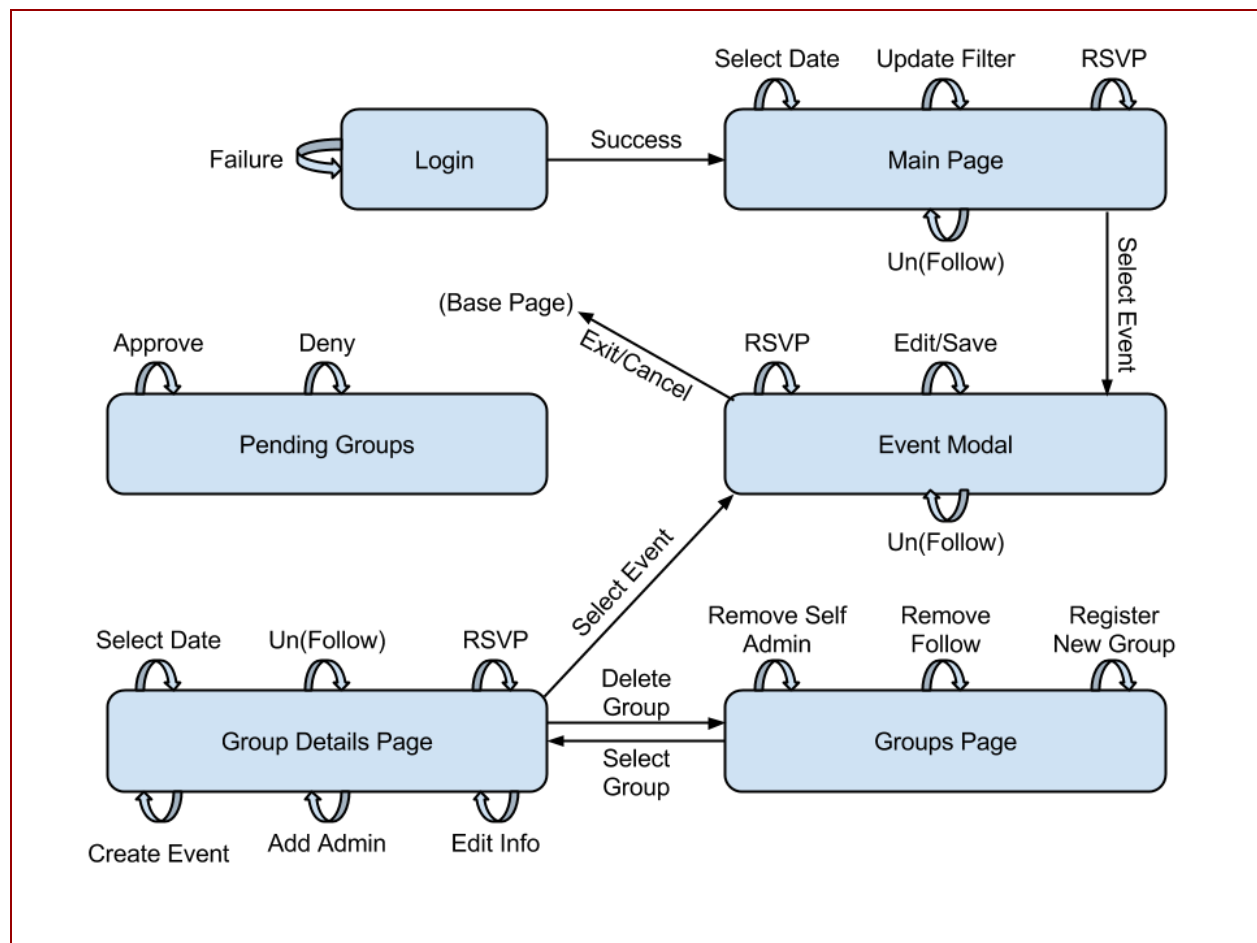 Select Date
Update Filter
RSVP
Failure
Login
Success
Main Page
Un(Follow)
Select Event
(Base Page)
Exit/Cancel
Approve
Deny
RSVP
Edit/Save
Pending Groups
Event Modal
Un(Follow)
Select Event
Select Date
Un(Follow)
RSVP
Remove Self
Admin
Remove
Follow
Register
New Group
Delete
Group
Group Details Page
Groups Page
Select
Group
Create Event
Add Admin
Edit Info